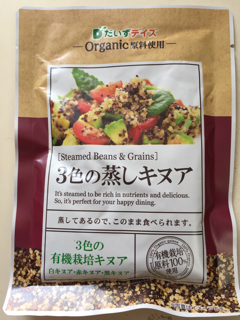 だいずデイズ
Organic原料使用
[Steamed Beans & Grains]
3色の蒸しキヌア
It's steamed to be rich in nutrients and delicious.
So, it's perfect for your happy dining.
蒸してあるので、このまま食べられます。
3色の
有機栽培キヌア
白キヌア・赤キヌア・黒キヌア
有機栽培
原料100%
使用